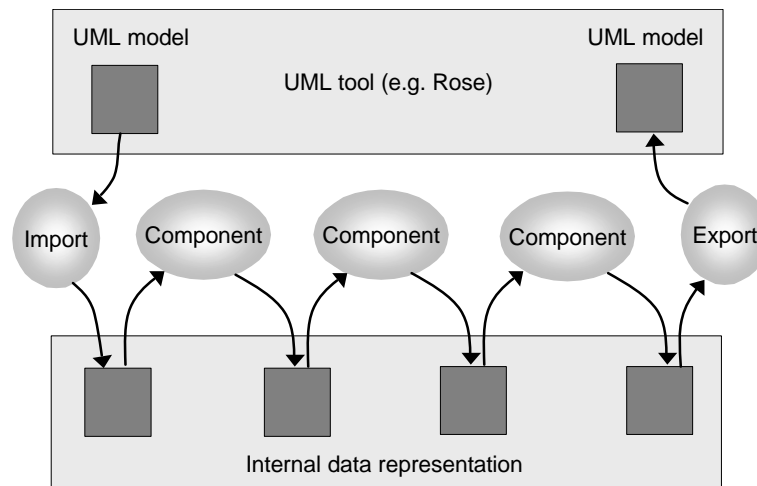 UML model
UML model
UML tool (e.g. Rose)
Import
Component
Component
Component
Export
Internal data representation